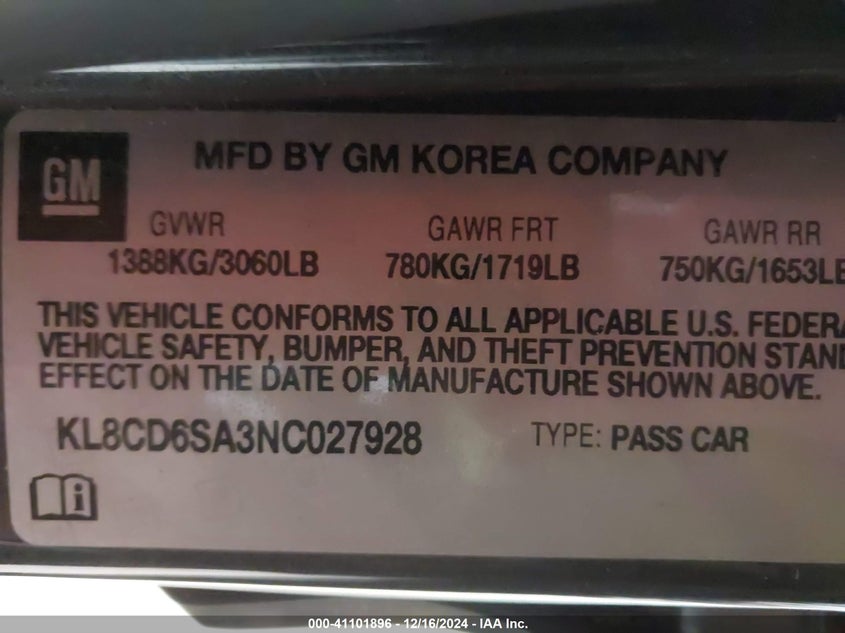 GM
MFD BY GM KOREA COMPANY
GVWR GAWR FRT GAWR RR
1388KG/3060LB 780KG/1719LB 750KG/1653LB
THIS VEHICLE CONFORMS TO ALL APPLICABLE U.S. FEDERA
VEHICLE SAFETY, BUMPER, AND THEFT PREVENTION STAND
EFFECT ON THE DATE OF MANUFACTURE SHOWN ABOVE.
KL8CD6SA3NC027928 TYPE: PASS CAR
i
000-41101896 - 12/16/2024 - IAA Inc.